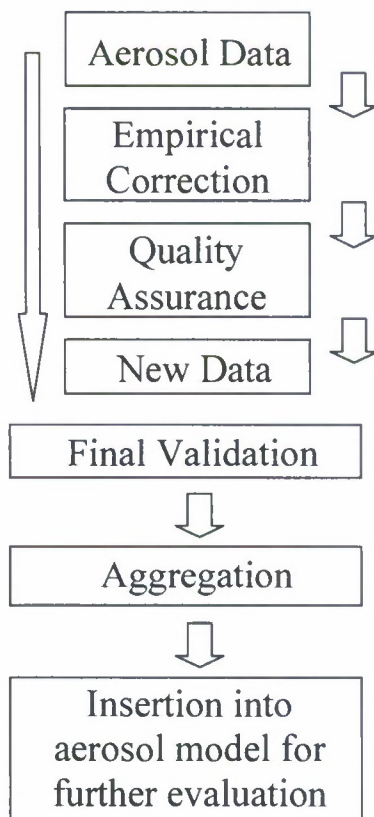 Aerosol Data
Empirical
Correction
Quality
Assurance
New Data
Final Validation
Aggregation
Insertion into
aerosol model for
further evaluation